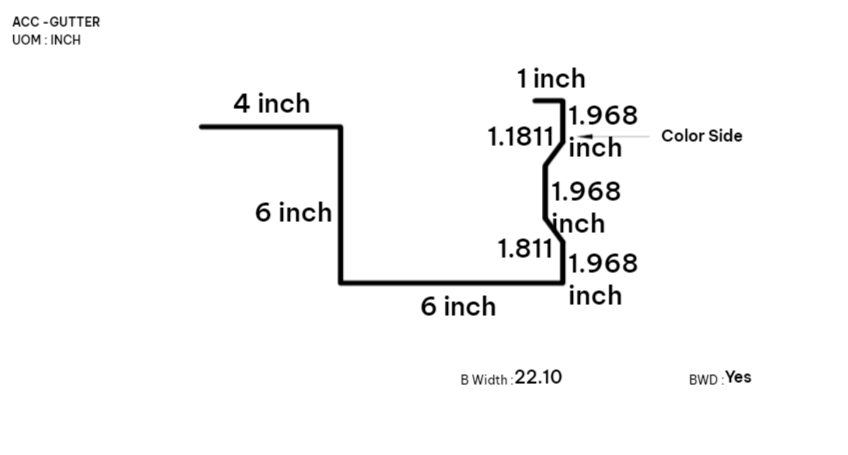 ACC -GUTTER
UOM : INCH
1 inch
4 inch
1.968
inch
1.1811
Color Side
1.968
inch
6 inch
1.811
1.968
inch
6 inch
B Width : 22.10
BWD : Yes